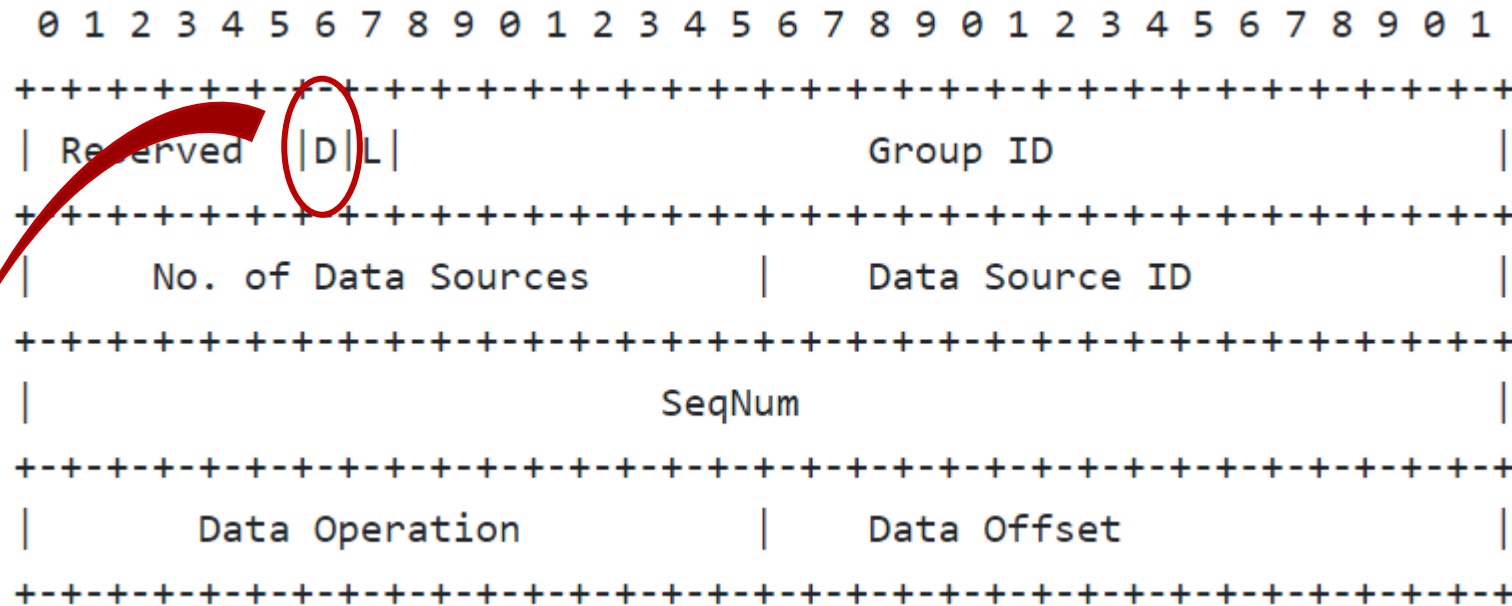 0 1 2 3 4 5 6 7 8 9 0 1 2 3 4 5 6 7 8 9 0 1 2 3 4 5 6 7 8 9 0 1
+-+-+-+-+-+-+-+-+-+-+-+-+-+-+-+-+-+-+-+-+-+-+-+-+-+-+-+-+-+-+-+-+
| Reserved |D|L| Group ID |
+-+-+-+-+-+-+-+-+-+-+-+-+-+-+-+-+-+-+-+-+-+-+-+-+-+-+-+-+-+-+-+-+
| No. of Data Sources | Data Source ID |
+-+-+-+-+-+-+-+-+-+-+-+-+-+-+-+-+-+-+-+-+-+-+-+-+-+-+-+-+-+-+-+-+
| SeqNum |
+-+-+-+-+-+-+-+-+-+-+-+-+-+-+-+-+-+-+-+-+-+-+-+-+-+-+-+-+-+-+-+-+
| Data Operation | Data Offset |
+-+-+-+-+-+-+-+-+-+-+-+-+-+-+-+-+-+-+-+-+-+-+-+-+-+-+-+-+-+-+-+-+